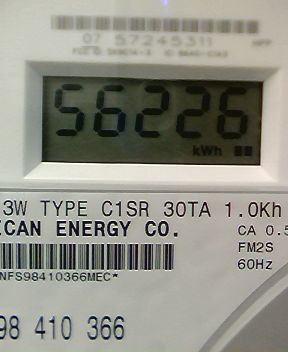 07 57245311
56226
kWh
3W TYPE C1SR 30TA 1.0Kh
ICAN ENERGY CO.
CA 0.5
FM2S
60Hz
NFS98410366MEC*
98 410 366